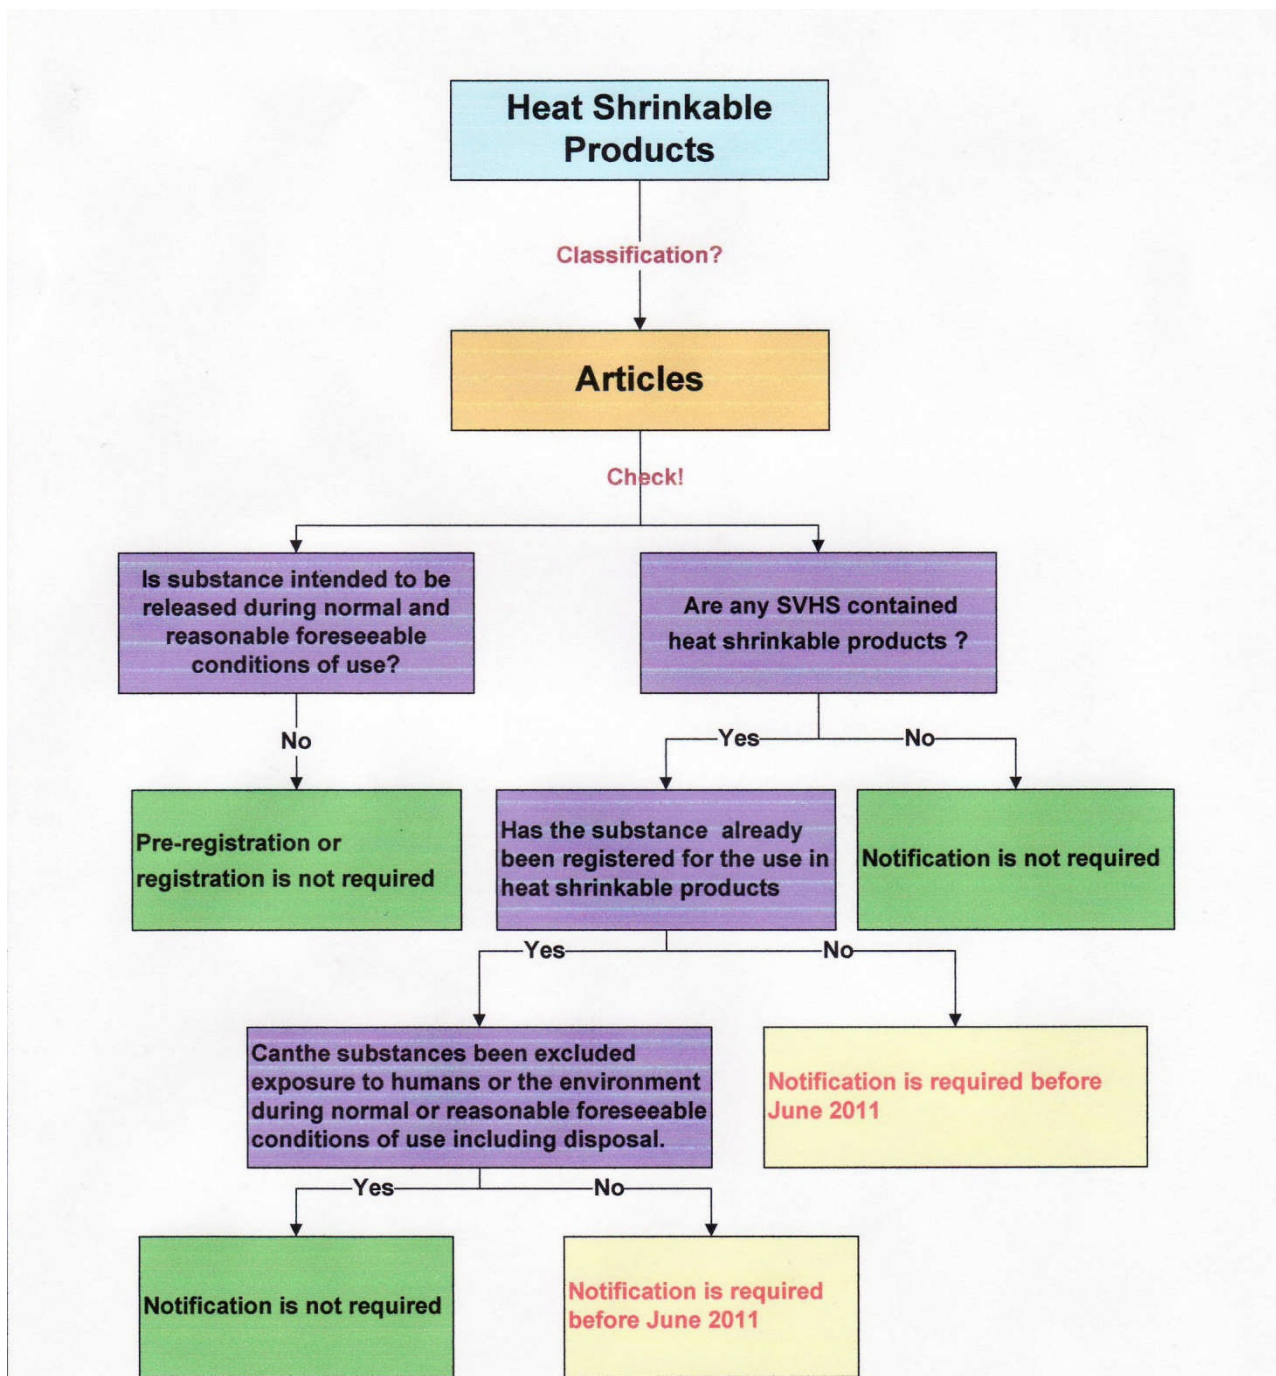 Heat Shrinkable
Products
Classification?
Articles
Check!
Is substance intended to be
released during normal and
reasonable foreseeable
conditions of use?
Are any SVHS contained
heat shrinkable products ?
No
Yes
No
Pre-registration or
registration is not required
Has the substance already
been registered for the use in
heat shrinkable products
Notification is not required
Yes
No
Canthe substances been excluded
exposure to humans or the environment
during normal or reasonable foreseeable
conditions of use including disposal.
Notification is required before
June 2011
Yes
No
Notification is not required
Notification is required
before June 2011